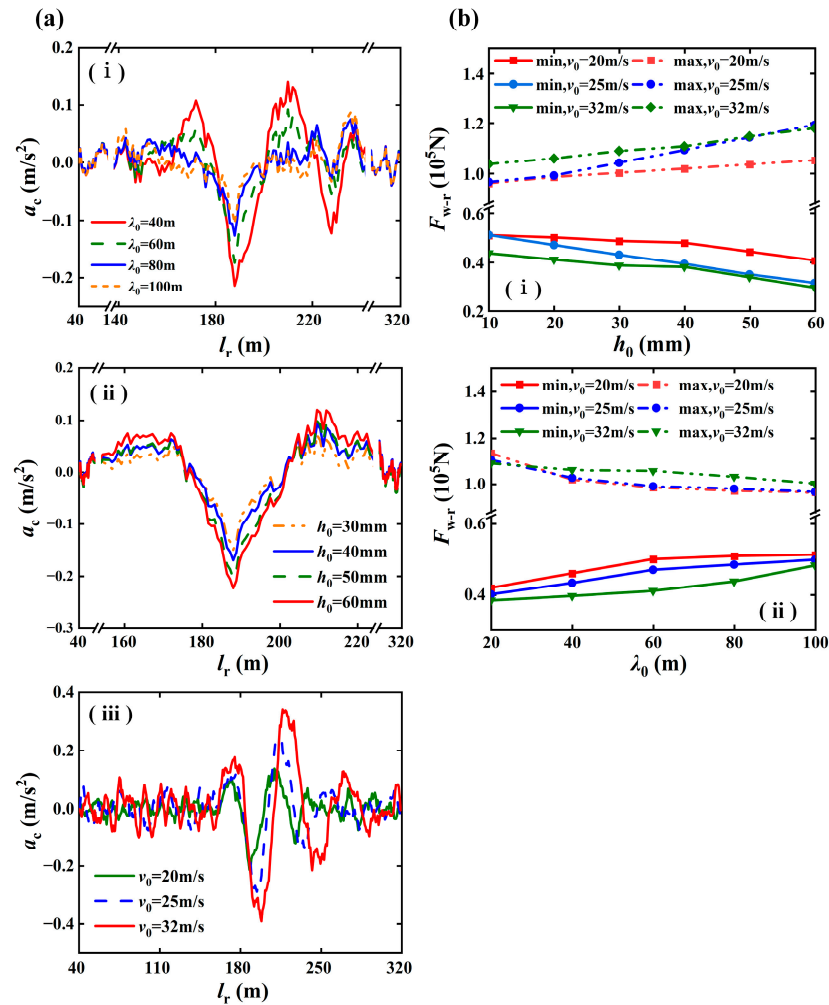 (a)
(b)
0.2
0.1
0.0
−0.1
−0.2
a_c (m/s²)
( i )
λ₀=40m
λ₀=60m
λ₀=80m
λ₀=100m
40 140 180 220 320
l_r (m)
1.4
1.2
1.0
0.6
0.4
0.2
F_w-r (10⁵N)
min,v₀=20m/s max,v₀=20m/s
min,v₀=25m/s max,v₀=25m/s
min,v₀=32m/s max,v₀=32m/s
( i )
10 20 30 40 50 60
h₀ (mm)
0.2
0.1
0.0
−0.1
−0.2
−0.3
a_c (m/s²)
( ii )
h₀=30mm
h₀=40mm
h₀=50mm
h₀=60mm
40 160 180 200 320
l_r (m)
1.4
1.2
1.0
0.6
0.4
F_w-r (10⁵N)
min,v₀=20m/s max,v₀=20m/s
min,v₀=25m/s max,v₀=25m/s
min,v₀=32m/s max,v₀=32m/s
( ii )
20 40 60 80 100
λ₀ (m)
0.4
0.2
0.0
−0.2
−0.4
a_c (m/s²)
( iii )
v₀=20m/s
v₀=25m/s
v₀=32m/s
40 110 180 250 320
l_r (m)